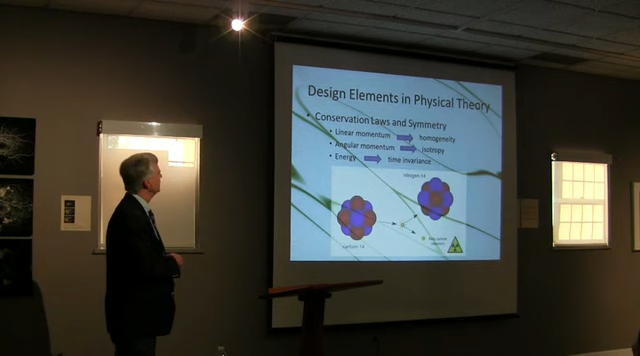 Design Elements in Physical Theory
• Conservation Laws and Symmetry
• Linear momentum homogeneity
• Angular momentum isotropy
• Energy time invariance
nitrogen 14
carbon 14